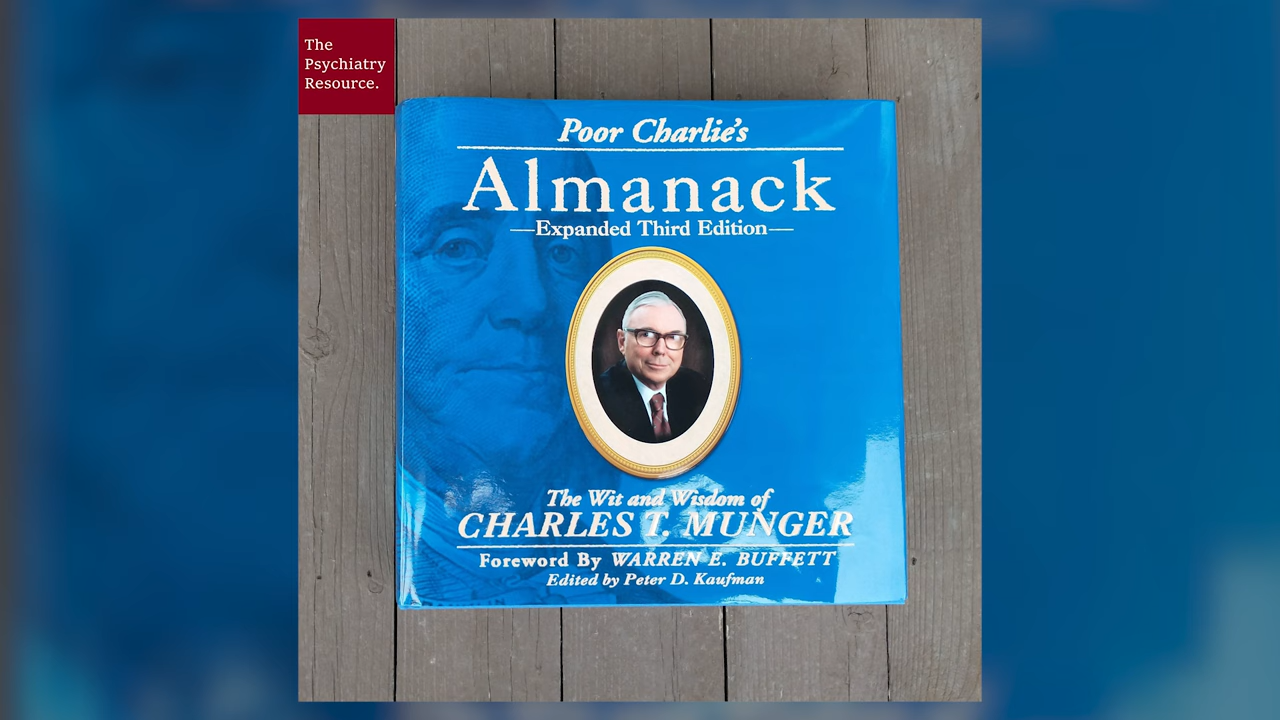 The
Psychiatry
Resource.
Poor Charlie's
Almanack
—Expanded Third Edition—
The Wit and Wisdom of
CHARLES T. MUNGER
Foreword By WARREN E. BUFFETT
Edited by Peter D. Kaufman